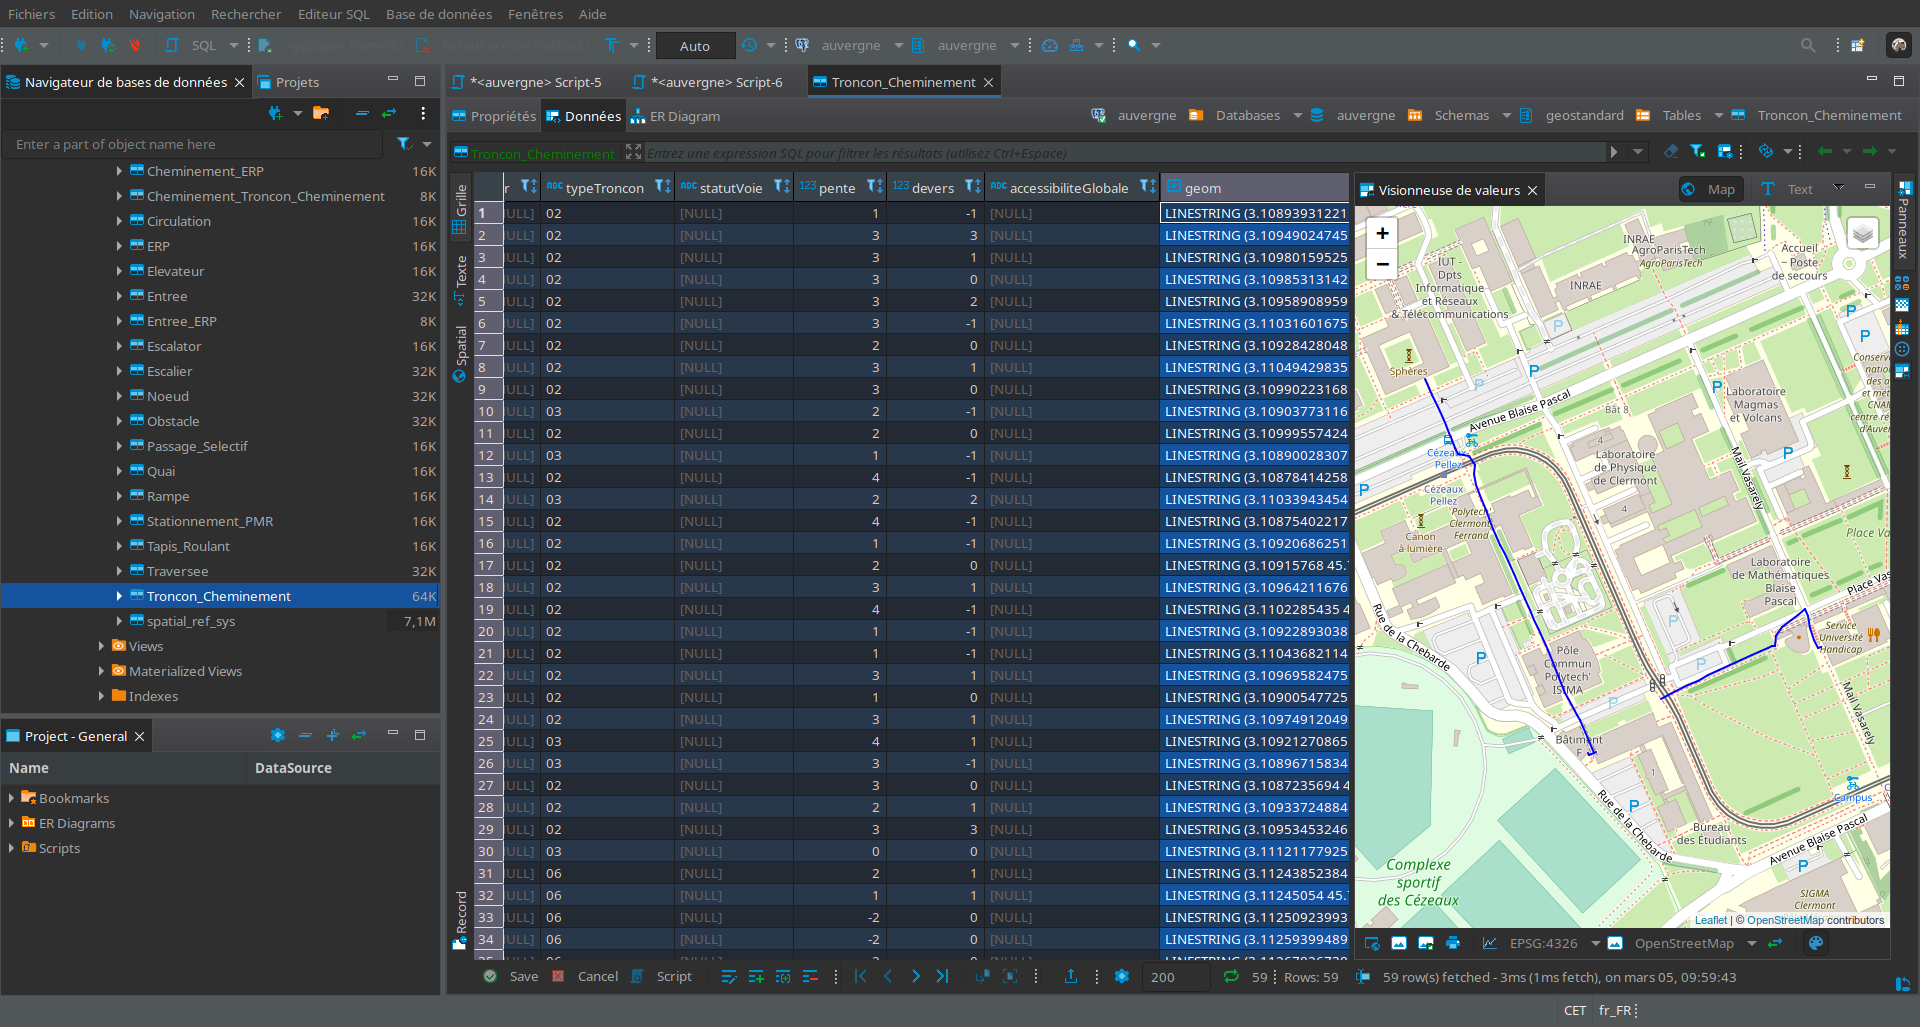 Fichiers Edition Navigation Rechercher Editeur SQL Base de données Fenêtres Aide
SQL Auto auvergne auvergne
Navigateur de bases de données Projets
*<auvergne> Script-5 *<auvergne> Script-6 Troncon_Cheminement
Propriétés Données ER Diagram auvergne Databases auvergne Schemas geostandard Tables Troncon_Cheminement
Enter a part of object name here
Troncon_Cheminement Entrez une expression SQL pour filtrer les résultats (utilisez Ctrl+Espace)
Cheminement_ERP 16K
Cheminement_Troncon_Cheminement 8K
Circulation 16K
ERP 16K
Elevateur 16K
Entree 32K
Entree_ERP 8K
Escalator 16K
Escalier 32K
Noeud 32K
Obstacle 32K
Passage_Selectif 16K
Quai 16K
Rampe 16K
Stationnement_PMR 16K
Tapis_Roulant 16K
Traversee 32K
Troncon_Cheminement 64K
spatial_ref_sys 7,1M
Views
Materialized Views
Indexes
Project - General
Name DataSource
Bookmarks
ER Diagrams
Scripts
Grille
Texte
Spatial
Record
r typeTroncon statutVoie 123 pente 123 devers accessibiliteGlobale geom
1 ULL] 02 [NULL] 1 -1 [NULL] LINESTRING (3.10893931221
2 ULL] 02 [NULL] 3 3 [NULL] LINESTRING (3.10949024745
3 ULL] 02 [NULL] 3 1 [NULL] LINESTRING (3.10980159525
4 ULL] 02 [NULL] 3 0 [NULL] LINESTRING (3.10985313142
5 ULL] 02 [NULL] 3 2 [NULL] LINESTRING (3.10958908959
6 ULL] 02 [NULL] 3 -1 [NULL] LINESTRING (3.11031601675
7 ULL] 02 [NULL] 2 0 [NULL] LINESTRING (3.10928428048
8 ULL] 02 [NULL] 3 1 [NULL] LINESTRING (3.11049429835
9 ULL] 02 [NULL] 3 0 [NULL] LINESTRING (3.10990223168
10 ULL] 03 [NULL] 2 -1 [NULL] LINESTRING (3.10903773116
11 ULL] 02 [NULL] 2 0 [NULL] LINESTRING (3.10999557424
12 ULL] 03 [NULL] 1 -1 [NULL] LINESTRING (3.10890028307
13 ULL] 02 [NULL] 4 -1 [NULL] LINESTRING (3.10878414258
14 ULL] 03 [NULL] 2 2 [NULL] LINESTRING (3.11033943454
15 ULL] 02 [NULL] 4 -1 [NULL] LINESTRING (3.10875402217
16 ULL] 02 [NULL] 1 -1 [NULL] LINESTRING (3.10920686251
17 ULL] 02 [NULL] 2 0 [NULL] LINESTRING (3.10915768 45.
18 ULL] 02 [NULL] 3 1 [NULL] LINESTRING (3.10964211676
19 ULL] 02 [NULL] 4 -1 [NULL] LINESTRING (3.1102285435 4
20 ULL] 02 [NULL] 1 -1 [NULL] LINESTRING (3.10922893038
21 ULL] 02 [NULL] 1 -1 [NULL] LINESTRING (3.11043682114
22 ULL] 02 [NULL] 3 1 [NULL] LINESTRING (3.10969582475
23 ULL] 02 [NULL] 1 0 [NULL] LINESTRING (3.10900547725
24 ULL] 02 [NULL] 3 1 [NULL] LINESTRING (3.10974912049
25 ULL] 03 [NULL] 4 1 [NULL] LINESTRING (3.10921270865
26 ULL] 03 [NULL] 3 -1 [NULL] LINESTRING (3.10896715834
27 ULL] 02 [NULL] 3 0 [NULL] LINESTRING (3.1087235694 4
28 ULL] 02 [NULL] 2 1 [NULL] LINESTRING (3.10933724884
29 ULL] 02 [NULL] 3 3 [NULL] LINESTRING (3.10953453246
30 ULL] 03 [NULL] 0 0 [NULL] LINESTRING (3.11121177925
31 ULL] 06 [NULL] 2 1 [NULL] LINESTRING (3.11243852384
32 ULL] 06 [NULL] 1 1 [NULL] LINESTRING (3.11245054 45.
33 ULL] 06 [NULL] -2 0 [NULL] LINESTRING (3.11250923993
34 ULL] 06 [NULL] -2 0 [NULL] LINESTRING (3.11259399489
Visionneuse de valeurs Map Text
Panneaux
+
−
INRAE
AgroParisTech
AgroParisTech
Accueil
– Poste
de secours
IUT -
Dpts
Informatique
et Réseaux
& Télécommunications
INRAE
Sphères
Avenue Blaise Pascal
Bât 8
Laboratoire
Magmas
et Volcans
Cézeaux
Pellez
Cézeaux
Pellez
Laboratoire
de Physique
de Clermont
4
4
Mail Vasarely
Polytech
Clermont
Ferrand
Canon
à lumière
Place Va
Laboratoire
de Mathématiques
Blaise
Pascal
Place Vas
Rue de la Chebarde
Pôle
Commun
Polytech'
ISIMA
Service
Université
Handicap
Mail Vasarely
Bâtiment
F
1
Rue de la Chebarde
Campus
Bureau
des Étudiants
Avenue Blaise Pascal
Complexe
sportif
des Cézeaux
SIGMA
Clermont
Leaflet | © OpenStreetMap contributors
EPSG:4326 OpenStreetMap
Save Cancel Script 200 59 Rows: 59 59 row(s) fetched - 3ms (1ms fetch), on mars 05, 09:59:43
CET fr_FR